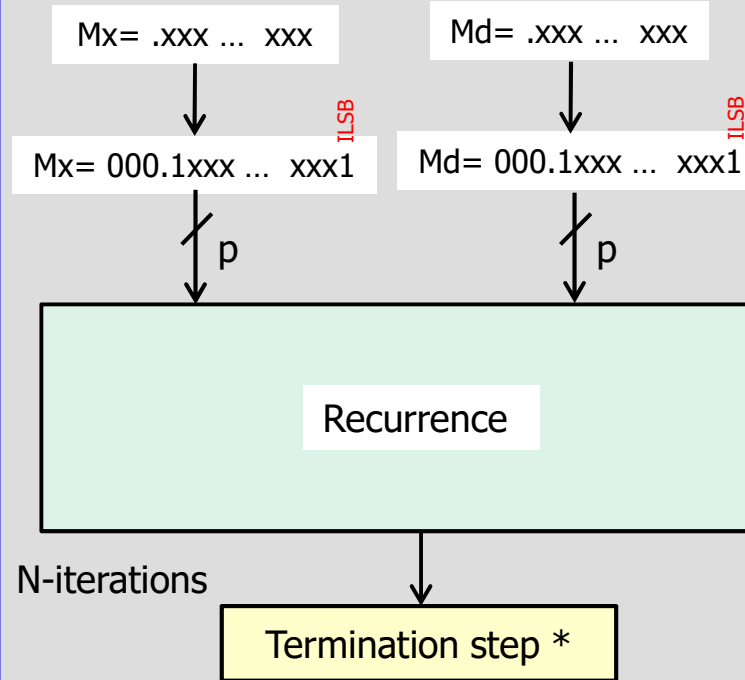 Mx= .xxx … xxx
Md= .xxx … xxx
ILSB
ILSB
Mx= 000.1xxx … xxx1
Md= 000.1xxx … xxx1
p
p
Recurrence
N-iterations
Termination step *